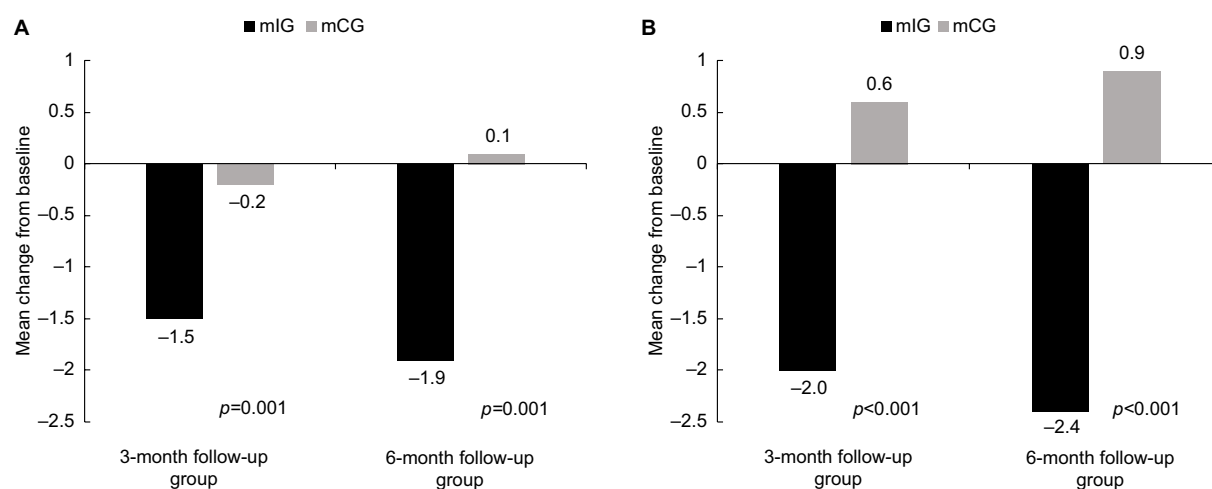 A
mIG mCG
Mean change from baseline
1
0.5
0
–0.5
–1
–1.5
–2
–2.5
–1.5
–0.2
–1.9
0.1
p=0.001
p=0.001
3-month follow-up
group
6-month follow-up
group
B
mIG mCG
Mean change from baseline
1
0.5
0
–0.5
–1
–1.5
–2
–2.5
–2.0
0.6
–2.4
0.9
p<0.001
p<0.001
3-month follow-up
group
6-month follow-up
group